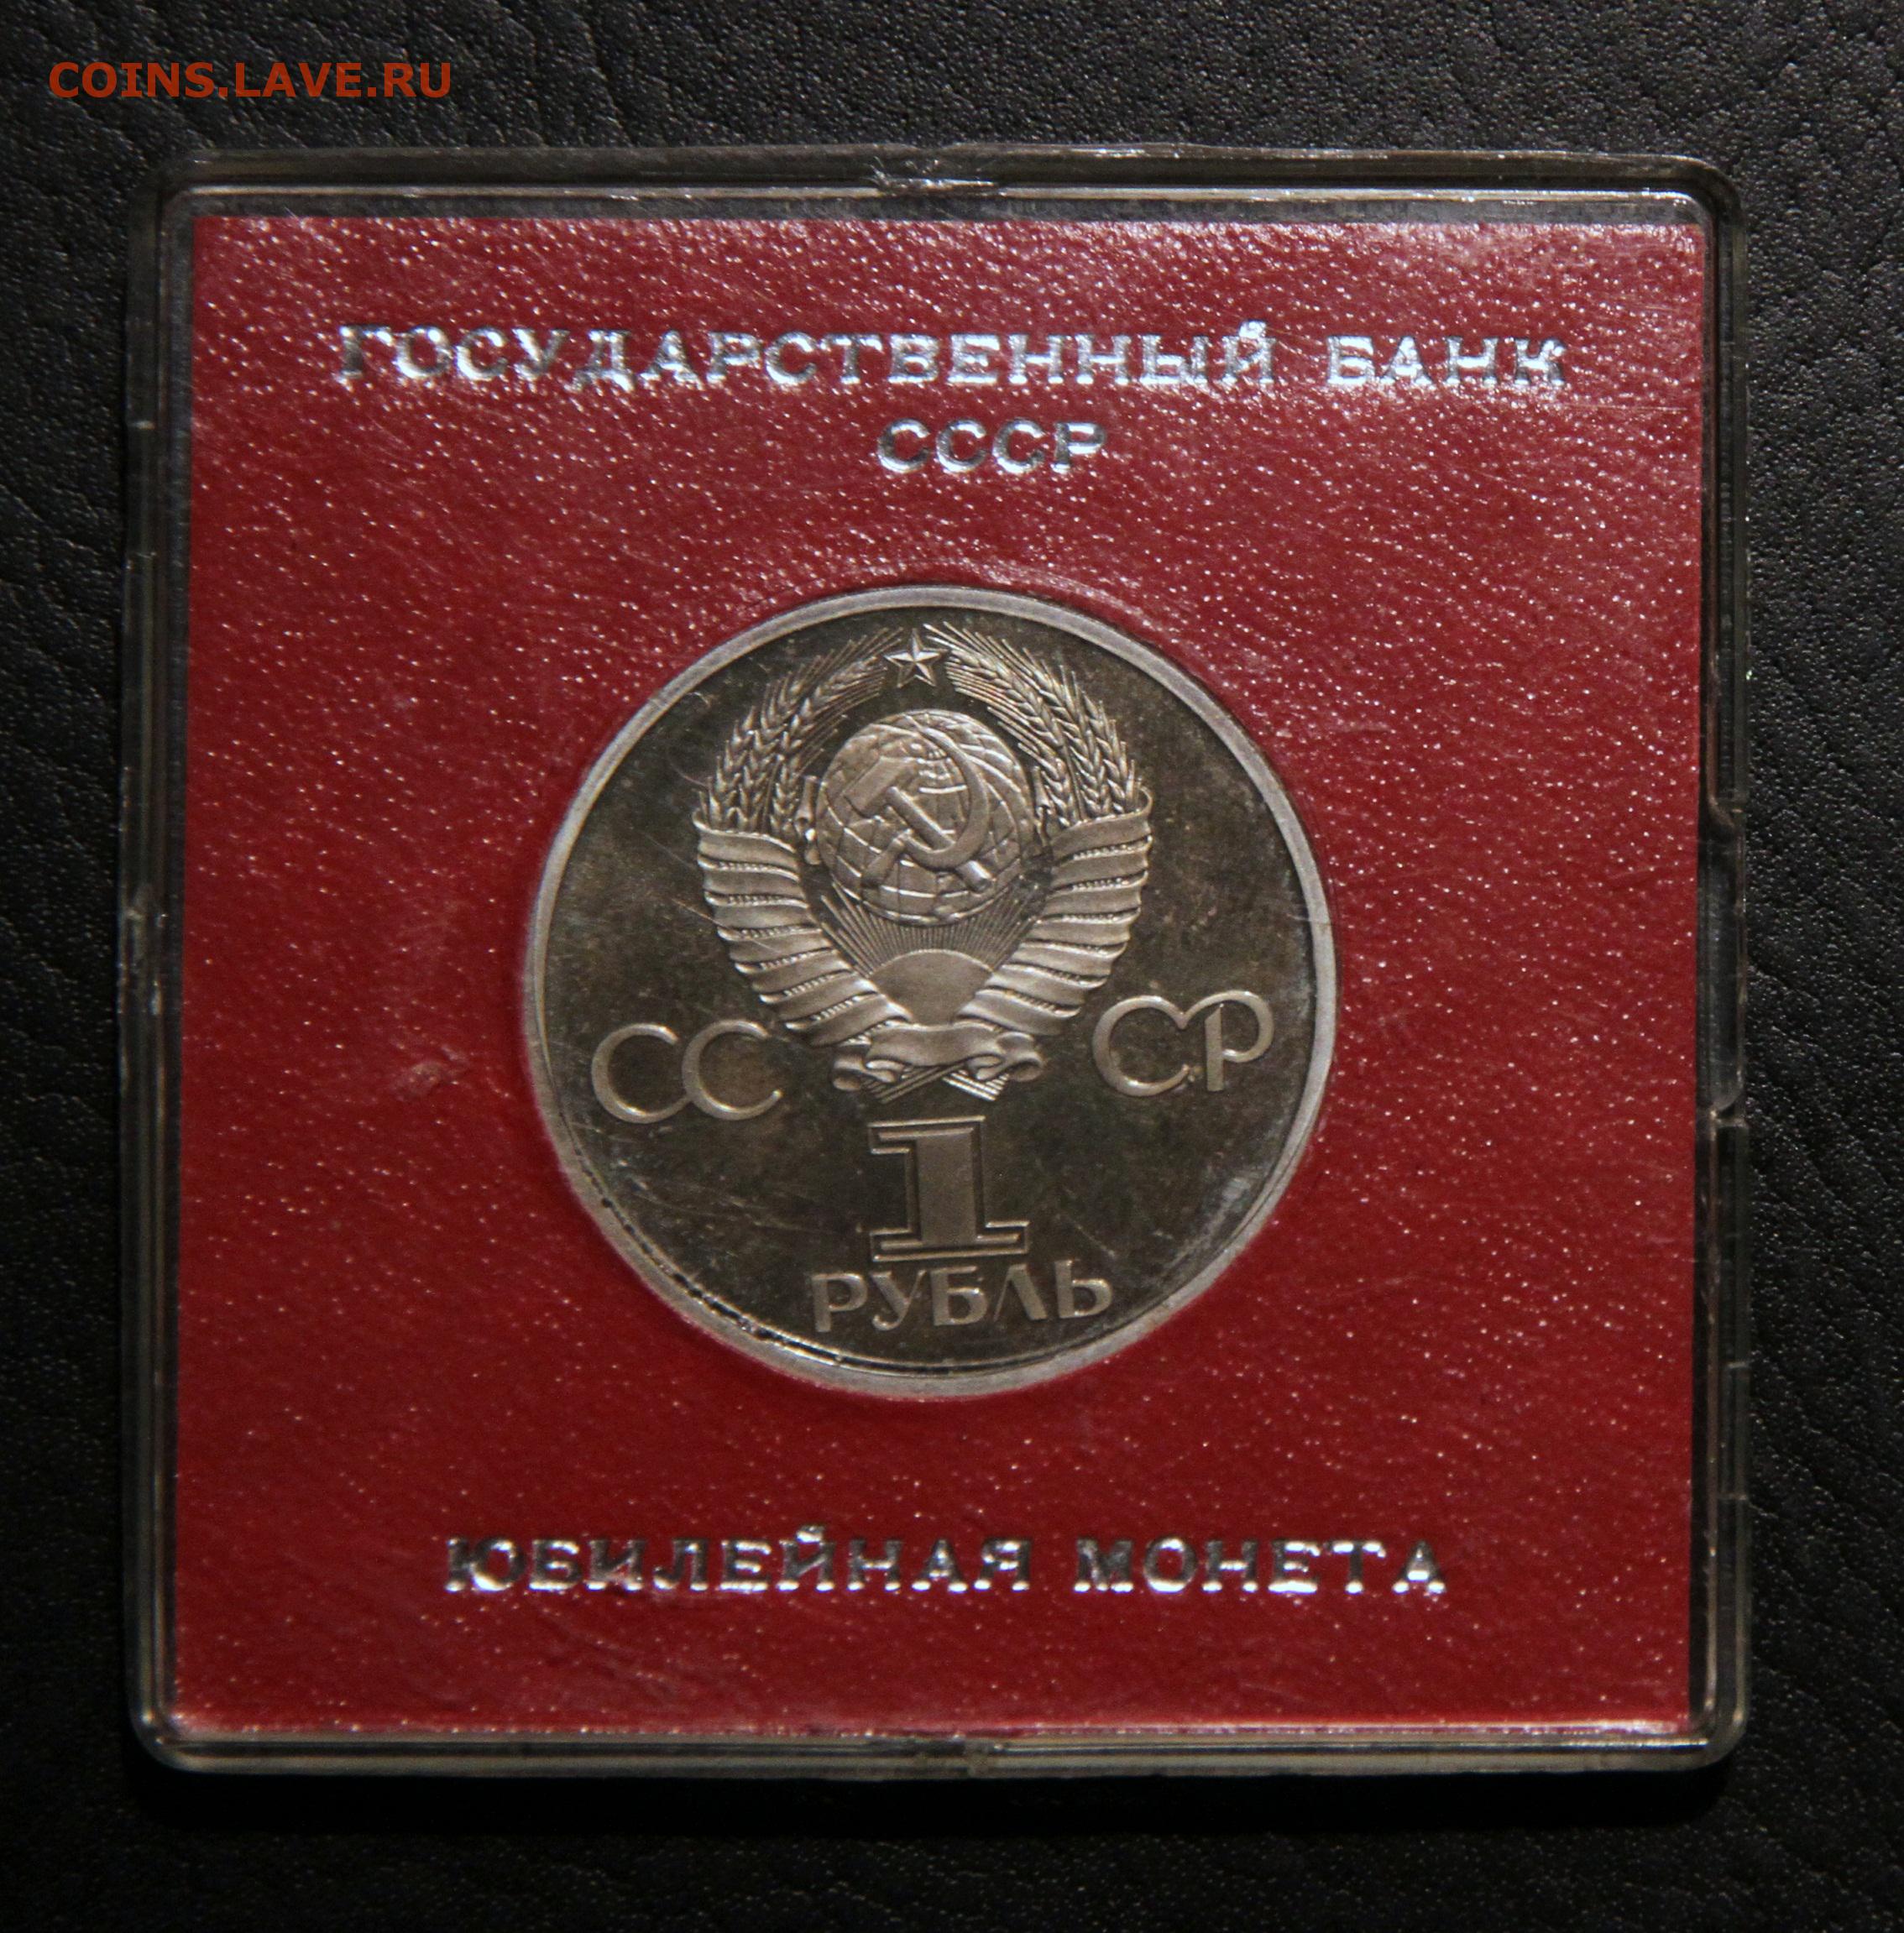 COINS.LAVE.RU
ГОСУДАРСТВЕННЫЙ БАНК
СССР
СС СР
1
РУБЛЬ
ЮБИЛЕЙНАЯ МОНЕТА